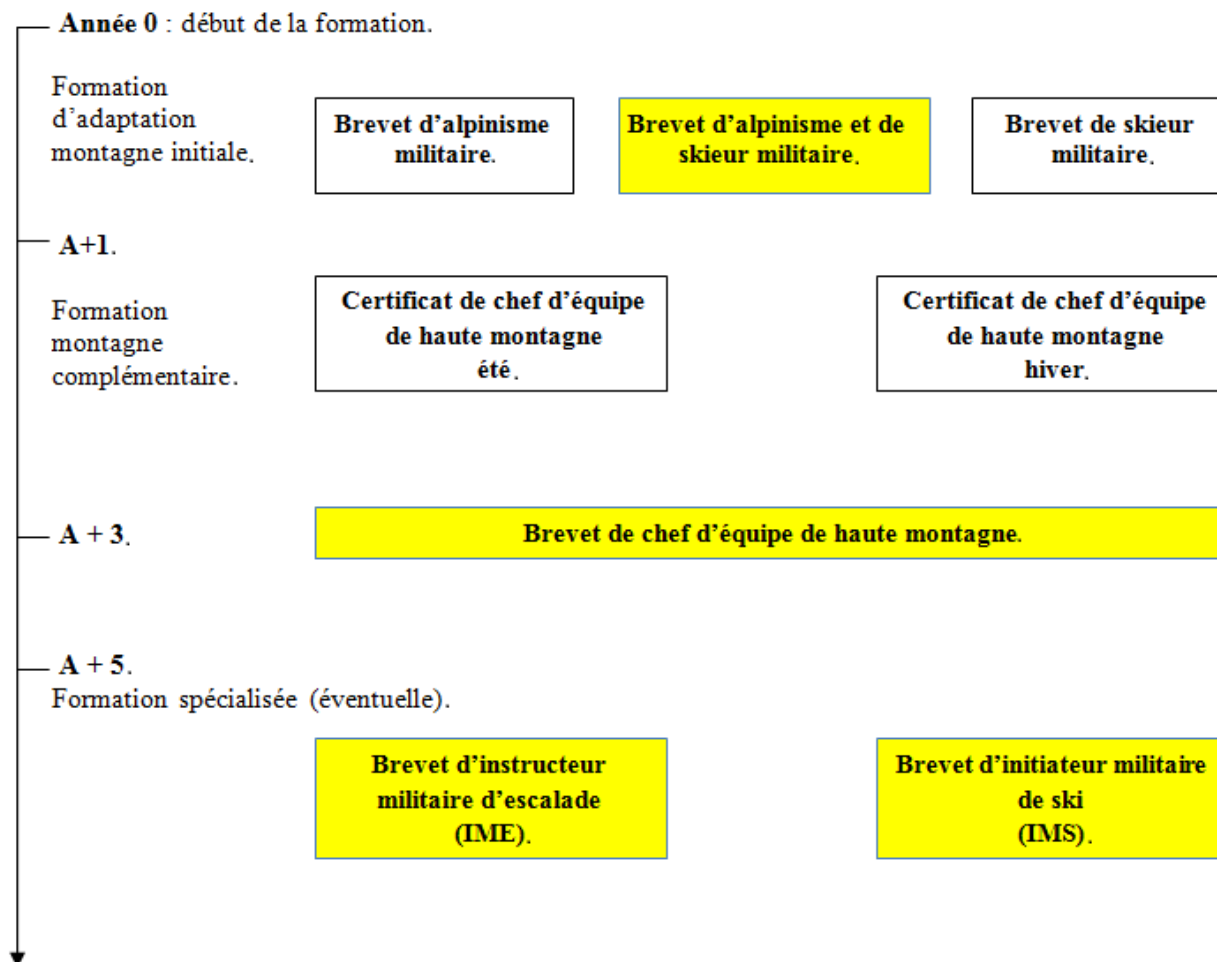 Année 0 : début de la formation.
Formation
d’adaptation
montagne initiale.
Brevet d’alpinisme
militaire.
Brevet d’alpinisme et de
skieur militaire.
Brevet de skieur
militaire.
A+1.
Formation
montagne
complémentaire.
Certificat de chef d’équipe
de haute montagne
été.
Certificat de chef d’équipe
de haute montagne
hiver.
A + 3.
Brevet de chef d’équipe de haute montagne.
A + 5.
Formation spécialisée (éventuelle).
Brevet d’instructeur
militaire d’escalade
(IME).
Brevet d’initiateur militaire
de ski
(IMS).